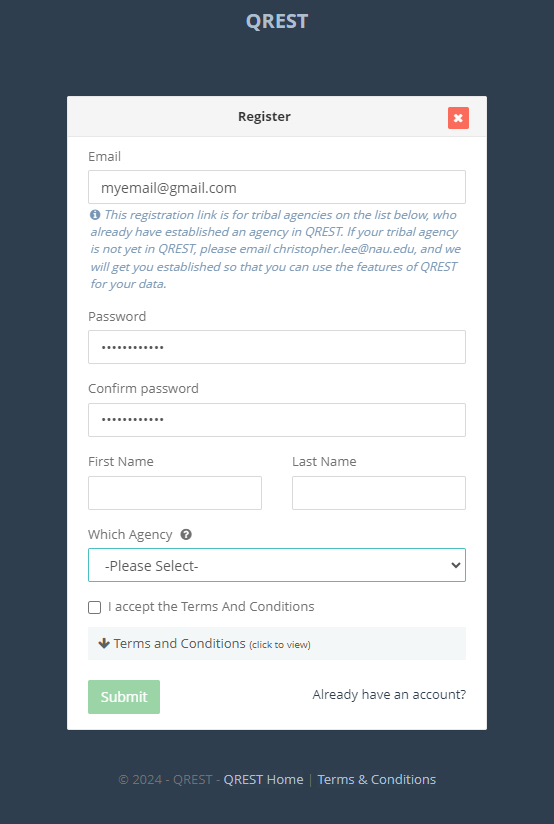 QREST
Register
Email
myemail@gmail.com
This registration link is for tribal agencies on the list below, who
already have established an agency in QREST. If your tribal agency
is not yet in QREST, please email christopher.lee@nau.edu, and we
will get you established so that you can use the features of QREST
for your data.
Password
••••••••••••
Confirm password
••••••••••••
First Name Last Name
Which Agency
-Please Select-
I accept the Terms And Conditions
Terms and Conditions (click to view)
Submit Already have an account?
© 2024 - QREST - QREST Home | Terms & Conditions